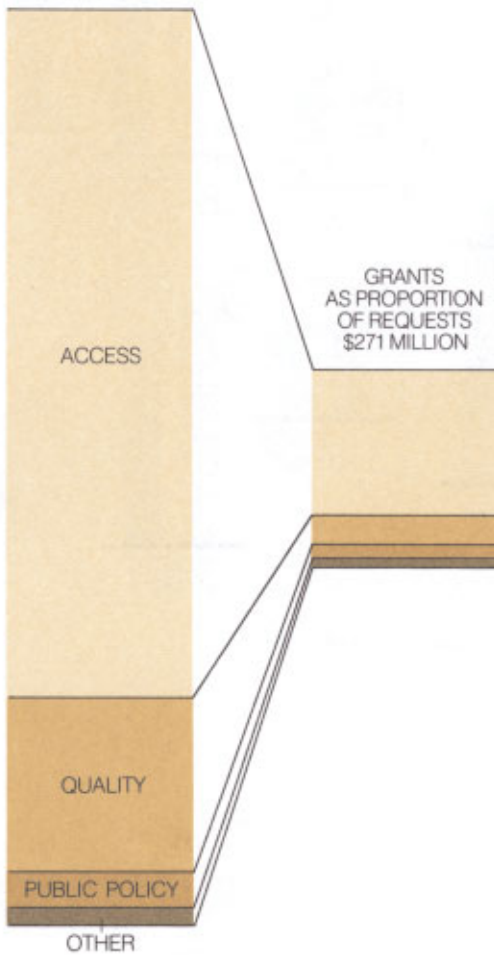 GRANTS
AS PROPORTION
OF REQUESTS
$271 MILLION
ACCESS
QUALITY
PUBLIC POLICY
OTHER